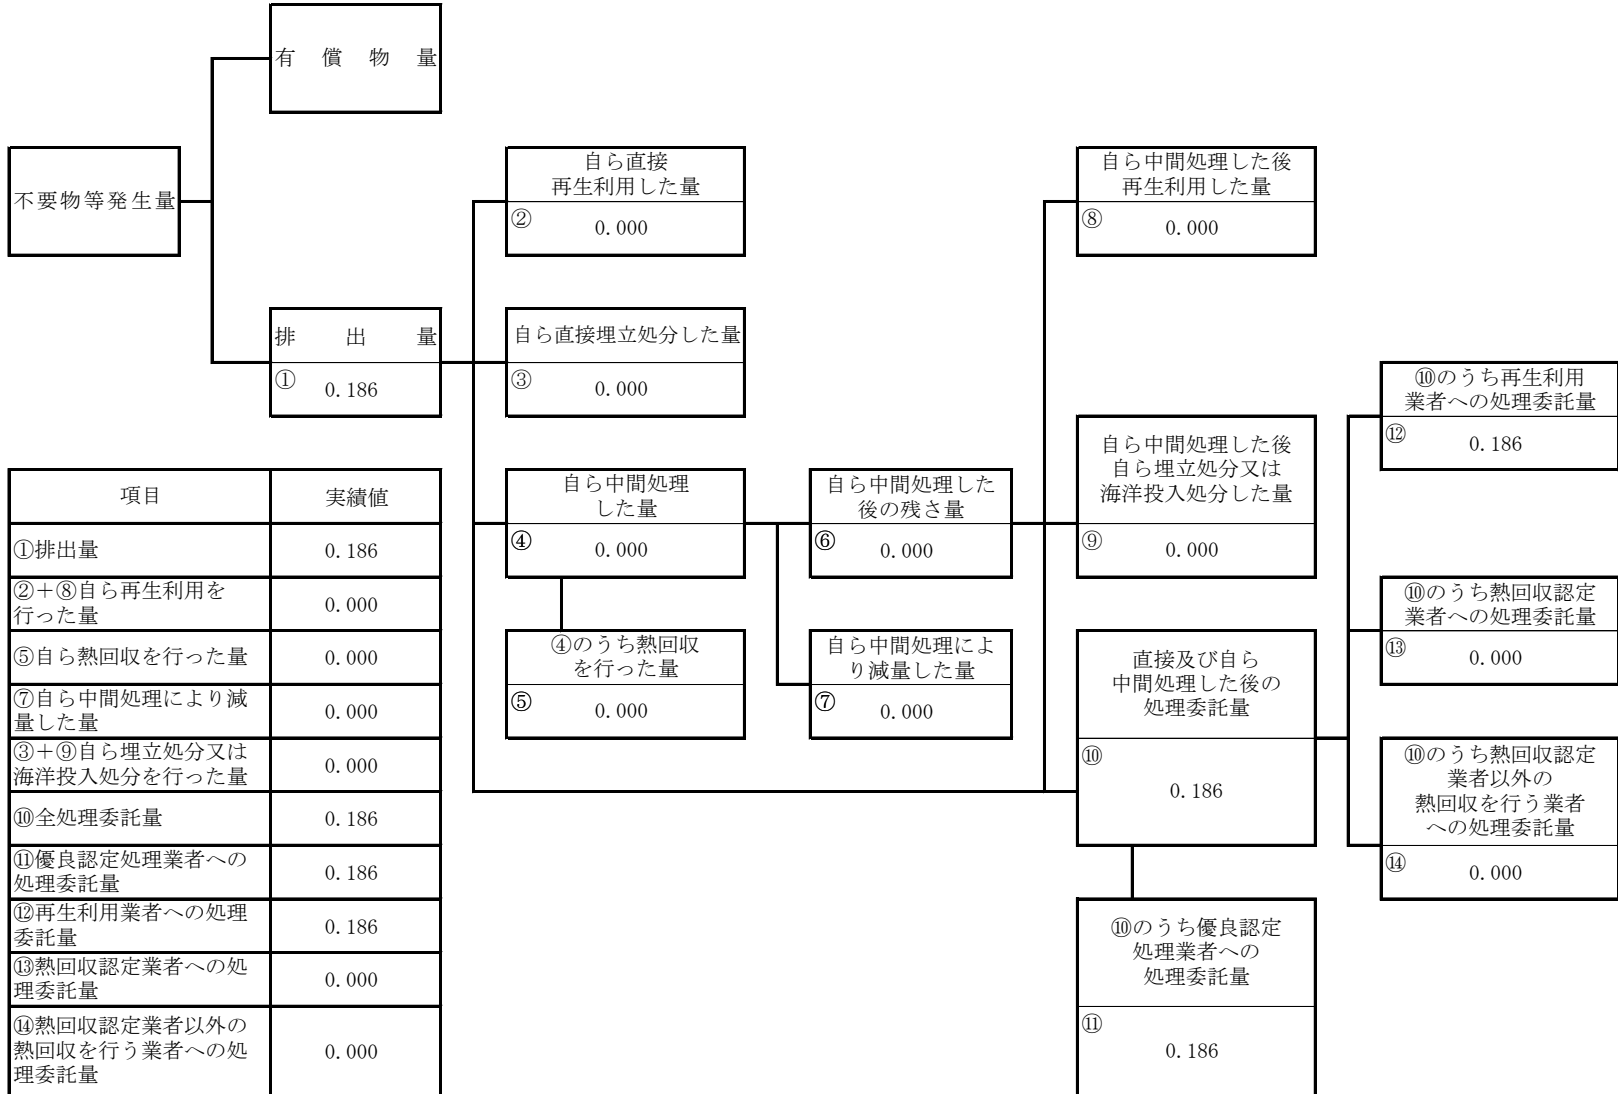 有償物量
不要物等発生量
排出量
①
0.186
自ら直接
再生利用した量
②
0.000
自ら直接埋立処分した量
③
0.000
自ら中間処理
した量
④
0.000
④のうち熱回収
を行った量
⑤
0.000
自ら中間処理した
後の残さ量
⑥
0.000
自ら中間処理によ
り減量した量
⑦
0.000
自ら中間処理した後
再生利用した量
⑧
0.000
自ら中間処理した後
自ら埋立処分又は
海洋投入処分した量
⑨
0.000
直接及び自ら
中間処理した後の
処理委託量
⑩
0.186
⑩のうち優良認定
処理業者への
処理委託量
⑪
0.186
⑩のうち再生利用
業者への処理委託量
⑫
0.186
⑩のうち熱回収認定
業者への処理委託量
⑬
0.000
⑩のうち熱回収認定
業者以外の
熱回収を行う業者
への処理委託量
⑭
0.000
項目 実績値
①排出量 0.186
②＋⑧自ら再生利用を
行った量 0.000
⑤自ら熱回収を行った量 0.000
⑦自ら中間処理により減
量した量 0.000
③＋⑨自ら埋立処分又は
海洋投入処分を行った量 0.000
⑩全処理委託量 0.186
⑪優良認定処理業者への
処理委託量 0.186
⑫再生利用業者への処理
委託量 0.186
⑬熱回収認定業者への処
理委託量 0.000
⑭熱回収認定業者以外の
熱回収を行う業者への処
理委託量 0.000